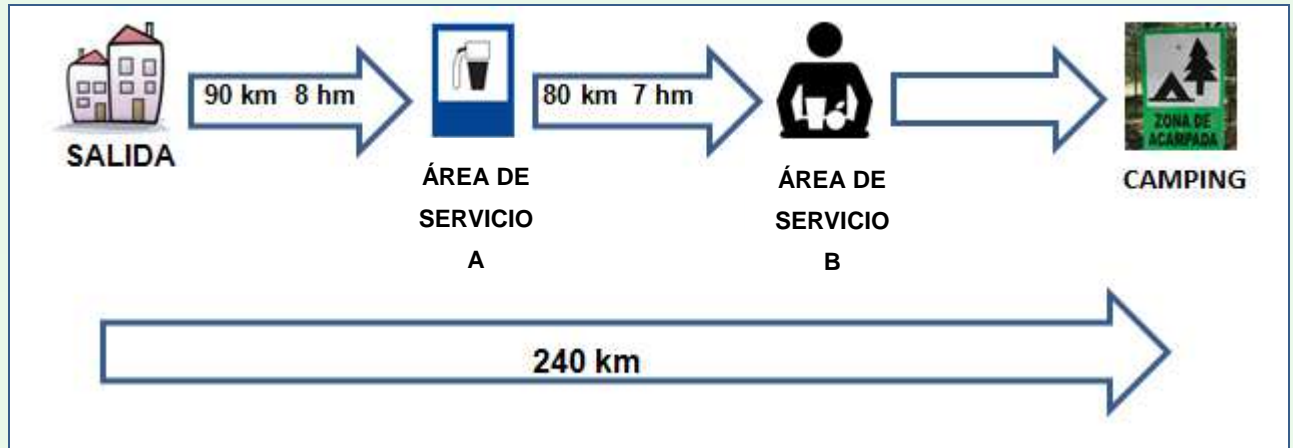 90 km 8 hm
80 km 7 hm
SALIDA
ÁREA DE
SERVICIO
A
ÁREA DE
SERVICIO
B
ZONA DE
ACAMPADA
CAMPING
240 km